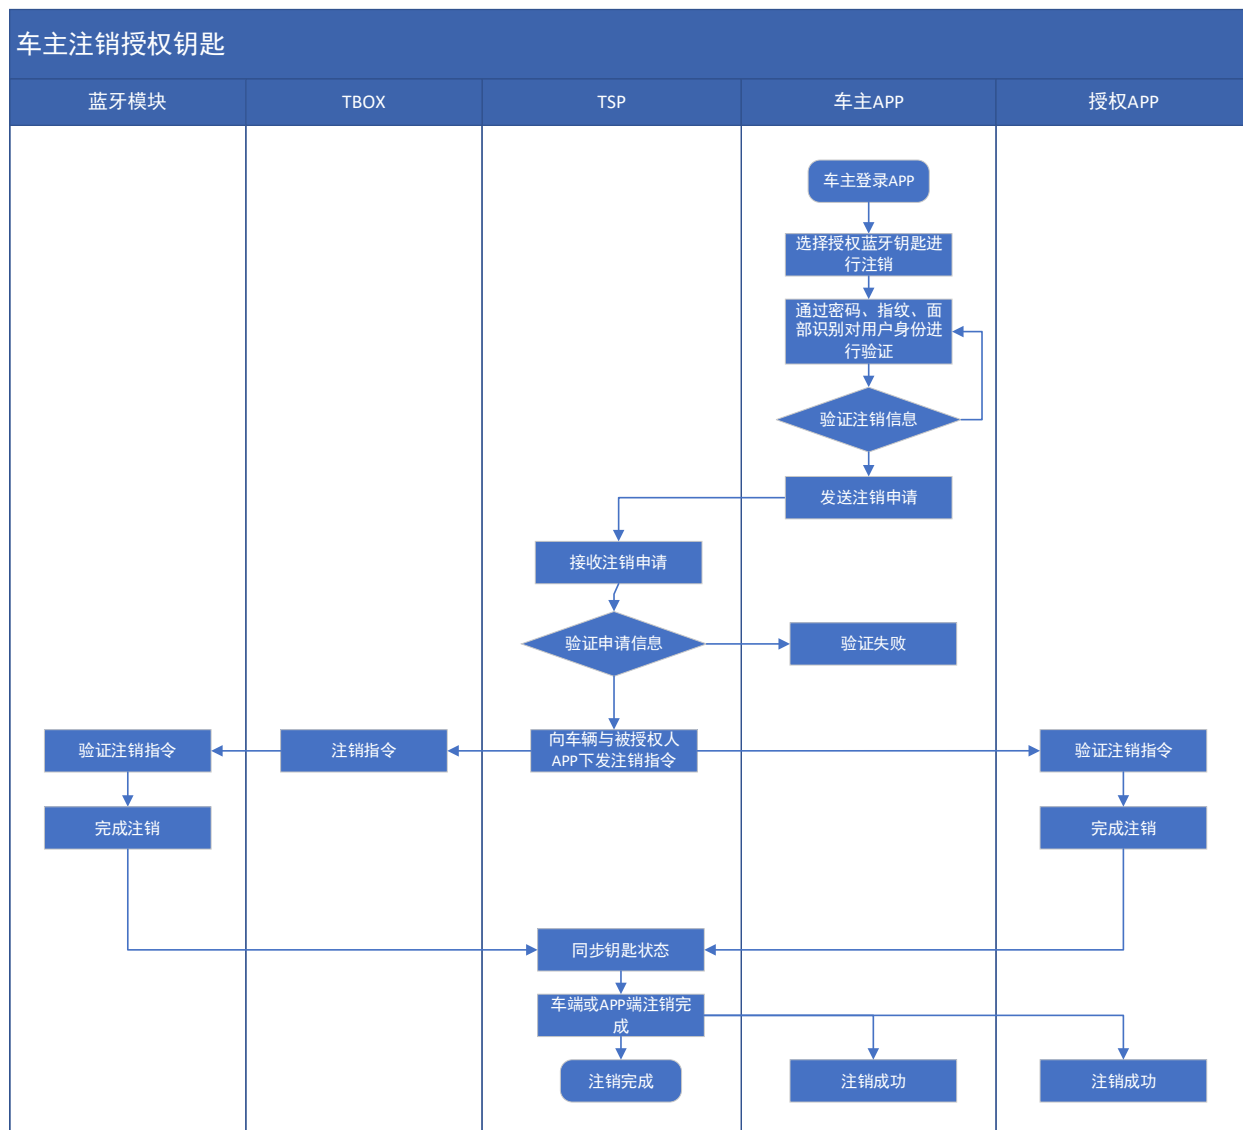 车主注销授权钥匙
蓝牙模块
TBOX
TSP
车主APP
授权APP
车主登录APP
选择授权蓝牙钥匙进
行注销
通过密码、指纹、面
部识别对用户身份进
行验证
验证注销信息
发送注销申请
接收注销申请
验证申请信息
验证失败
验证注销指令
注销指令
向车辆与被授权人
APP下发注销指令
验证注销指令
完成注销
完成注销
同步钥匙状态
车端或APP端注销完
成
注销完成
注销成功
注销成功